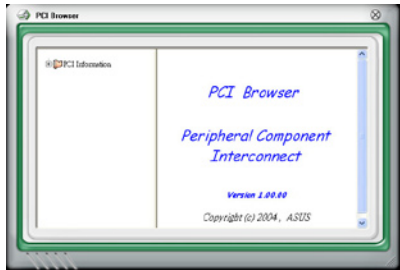 PCI Browser
PCI Information
PCI Browser
Peripheral Component
Interconnect
Version 1.00.00
Copyright (c) 2004, ASUS